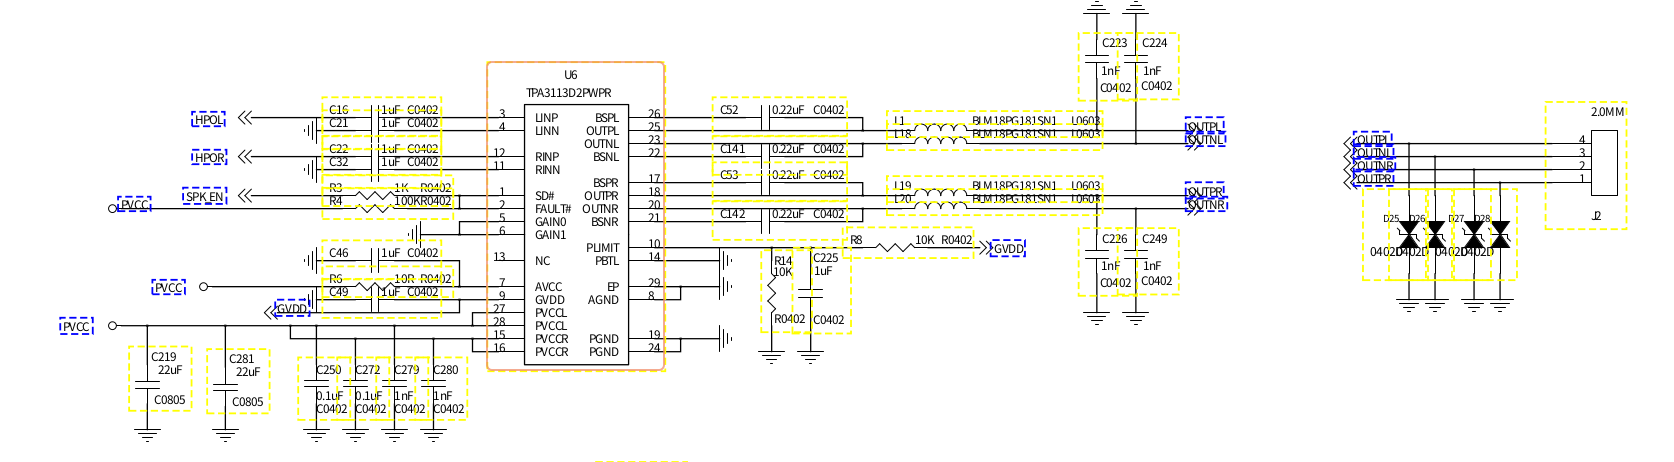 U6
TPA3113D2PWPR
HPOL
C16 1uF C0402
C21 1uF C0402
HPOR
C22 1uF C0402
C32 1uF C0402
SPK_EN
R3 1K R0402
PVCC
R4 100K R0402
C46 1uF C0402
PVCC
R6 10R R0402
C49 1uF C0402
GVDD
PVCC
3 LINP
4 LINN
12 RINP
11 RINN
1 SD#
2 FAULT#
5 GAIN0
6 GAIN1
13 NC
7 AVCC
9 GVDD
27 PVCCL
28 PVCCL
15 PVCCR
16 PVCCR
BSPL 26
OUTPL 25
OUTNL 23
BSNL 22
BSPR 17
OUTPR 18
OUTNR 20
BSNR 21
PLIMIT 10
PBTL 14
EP 29
AGND 8
PGND 19
PGND 24
C219
22uF
C0805
C281
22uF
C0805
C250
0.1uF
C0402
C272
0.1uF
C0402
C279
1nF
C0402
C280
1nF
C0402
C52 0.22uF C0402
C141 0.22uF C0402
C53 0.22uF C0402
C142 0.22uF C0402
L1 BLM18PG181SN1 L0603
L18 BLM18PG181SN1 L0603
L19 BLM18PG181SN1 L0603
L20 BLM18PG181SN1 L0603
R8 10K R0402
GVDD
R14
10K
R0402
C225
1uF
C0402
C223
1nF
C0402
C224
1nF
C0402
OUTPL
OUTNL
OUTPR
OUTNR
C226
1nF
C0402
C249
1nF
C0402
2.0MM
OUTPL 4
OUTNL 3
OUTNR 2
OUTPR 1
J2
D25 D26 D27 D28
0402D 0402D 0402D 0402D